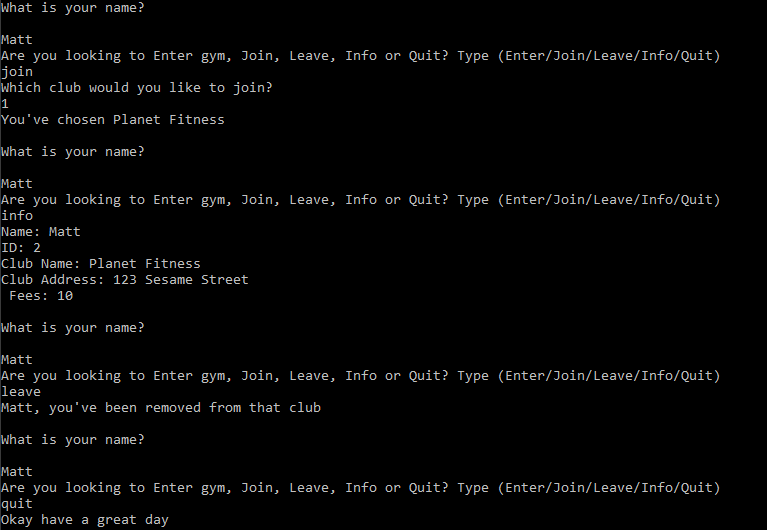 What is your name?
Matt
Are you looking to Enter gym, Join, Leave, Info or Quit? Type (Enter/Join/Leave/Info/Quit)
join
Which club would you like to join?
1
You've chosen Planet Fitness
What is your name?
Matt
Are you looking to Enter gym, Join, Leave, Info or Quit? Type (Enter/Join/Leave/Info/Quit)
info
Name: Matt
ID: 2
Club Name: Planet Fitness
Club Address: 123 Sesame Street
 Fees: 10
What is your name?
Matt
Are you looking to Enter gym, Join, Leave, Info or Quit? Type (Enter/Join/Leave/Info/Quit)
leave
Matt, you've been removed from that club
What is your name?
Matt
Are you looking to Enter gym, Join, Leave, Info or Quit? Type (Enter/Join/Leave/Info/Quit)
quit
Okay have a great day